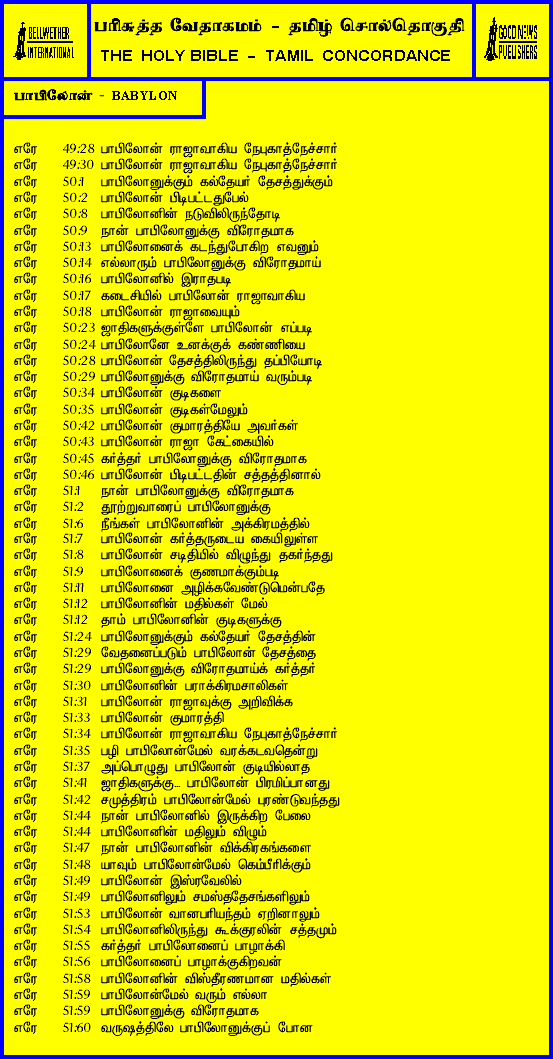 BELLWETHER
INTERNATIONAL
பரிசுத்த வேதாகமம் - தமிழ் சொல்தொகுதி
THE HOLY BIBLE - TAMIL CONCORDANCE
GOOD NEWS
PUBLISHERS
பாபிலோன் - BABYLON
எரே 49:28 பாபிலோன் ராஜாவாகிய நேபுகாத்நேச்சார்
எரே 49:30 பாபிலோன் ராஜாவாகிய நேபுகாத்நேச்சார்
எரே 50:1 பாபிலோனுக்கும் கல்தேயர் தேசத்துக்கும்
எரே 50:2 பாபிலோன் பிடிபட்டதுபேல்
எரே 50:8 பாபிலோனின் நடுவிலிருந்தோடி
எரே 50:9 நான் பாபிலோனுக்கு விரோதமாக
எரே 50:13 பாபிலோனைக் கடந்துபோகிற எவனும்
எரே 50:14 எல்லாரும் பாபிலோனுக்கு விரோதமாய்
எரே 50:16 பாபிலோனில் இராதபடி
எரே 50:17 கடைசியில் பாபிலோன் ராஜாவாகிய
எரே 50:18 பாபிலோன் ராஜாவையும்
எரே 50:23 ஜாதிகளுக்குள்ளே பாபிலோன் எப்படி
எரே 50:24 பாபிலோனே உனக்குக் கண்ணியை
எரே 50:28 பாபிலோன் தேசத்திலிருந்து தப்பியோடி
எரே 50:29 பாபிலோனுக்கு விரோதமாய் வரும்படி
எரே 50:34 பாபிலோன் குடிகளை
எரே 50:35 பாபிலோன் குடிகள்மேலும்
எரே 50:42 பாபிலோன் குமாரத்தியே அவர்கள்
எரே 50:43 பாபிலோன் ராஜா கேட்கையில்
எரே 50:45 கர்த்தர் பாபிலோனுக்கு விரோதமாக
எரே 50:46 பாபிலோன் பிடிபட்டதின் சத்தத்தினால்
எரே 51:1 நான் பாபிலோனுக்கு விரோதமாக
எரே 51:2 தூற்றுவாரைப் பாபிலோனுக்கு
எரே 51:6 நீங்கள் பாபிலோனின் அக்கிரமத்தில்
எரே 51:7 பாபிலோன் கர்த்தருடைய கையிலுள்ள
எரே 51:8 பாபிலோன் சடிதியில் விழுந்து தகர்ந்தது
எரே 51:9 பாபிலோனைக் குணமாக்கும்படி
எரே 51:11 பாபிலோனை அழிக்கவேண்டுமென்பதே
எரே 51:12 பாபிலோனின் மதில்கள் மேல்
எரே 51:12 தாம் பாபிலோனின் குடிகளுக்கு
எரே 51:24 பாபிலோனுக்கும் கல்தேயர் தேசத்தின்
எரே 51:29 வேதனைப்படும் பாபிலோன் தேசத்தை
எரே 51:29 பாபிலோனுக்கு விரோதமாய்க் கர்த்தர்
எரே 51:30 பாபிலோனின் பராக்கிரமசாலிகள்
எரே 51:31 பாபிலோன் ராஜாவுக்கு அறிவிக்க
எரே 51:33 பாபிலோன் குமாரத்தி
எரே 51:34 பாபிலோன் ராஜாவாகிய நேபுகாத்நேச்சார்
எரே 51:35 பழி பாபிலோன்மேல் வரக்கடவதென்று
எரே 51:37 அப்பொழுது பாபிலோன் குடியில்லாத
எரே 51:41 ஜாதிகளுக்கு... பாபிலோன் பிரமிப்பானது
எரே 51:42 சமுத்திரம் பாபிலோன்மேல் புரண்டுவந்தது
எரே 51:44 நான் பாபிலோனில் இருக்கிற பேலை
எரே 51:44 பாபிலோனின் மதிலும் விழும்
எரே 51:47 நான் பாபிலோனின் விக்கிரகங்களை
எரே 51:48 யாவும் பாபிலோன்மேல் கெம்பீரிக்கும்
எரே 51:49 பாபிலோன் இஸ்ரவேலில்
எரே 51:49 பாபிலோனிலும் சமஸ்ததேசங்களிலும்
எரே 51:53 பாபிலோன் வானபரியந்தம் ஏறினாலும்
எரே 51:54 பாபிலோனிலிருந்து கூக்குரலின் சத்தமும்
எரே 51:55 கர்த்தர் பாபிலோனைப் பாழாக்கி
எரே 51:56 பாபிலோனைப் பாழாக்குகிறவன்
எரே 51:58 பாபிலோனின் விஸ்தீரணமான மதில்கள்
எரே 51:59 பாபிலோன்மேல் வரும் எல்லா
எரே 51:59 பாபிலோனுக்கு விரோதமாக
எரே 51:60 வருஷத்திலே பாபிலோனுக்குப் போன